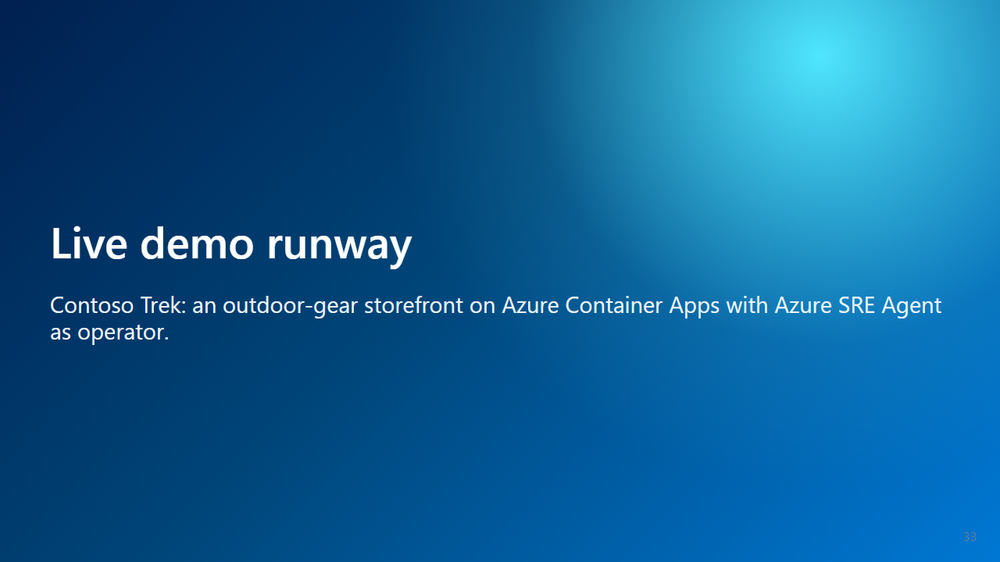 Live demo runway
Contoso Trek: an outdoor-gear storefront on Azure Container Apps with Azure SRE Agent
as operator.
33